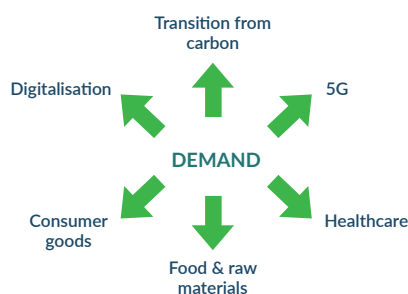 Transition from
carbon
Digitalisation
5G
DEMAND
Consumer
goods
Healthcare
Food & raw
materials